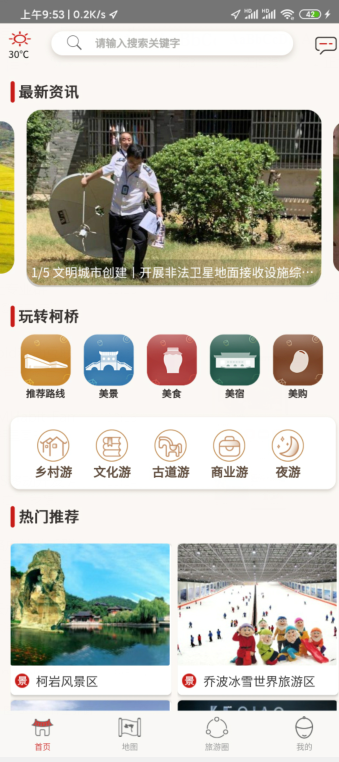 上午9:53 | 0.2K/s
HD
HD
42
30℃
请输入搜索关键字
最新资讯
1/5 文明城市创建丨开展非法卫星地面接收设施综…
玩转柯桥
推荐路线 美景 美食 美宿 美购
乡村游 文化游 古道游 商业游 夜游
热门推荐
景 柯岩风景区
景 乔波冰雪世界旅游区
KEQIAO
首页 地图 旅游圈 我的